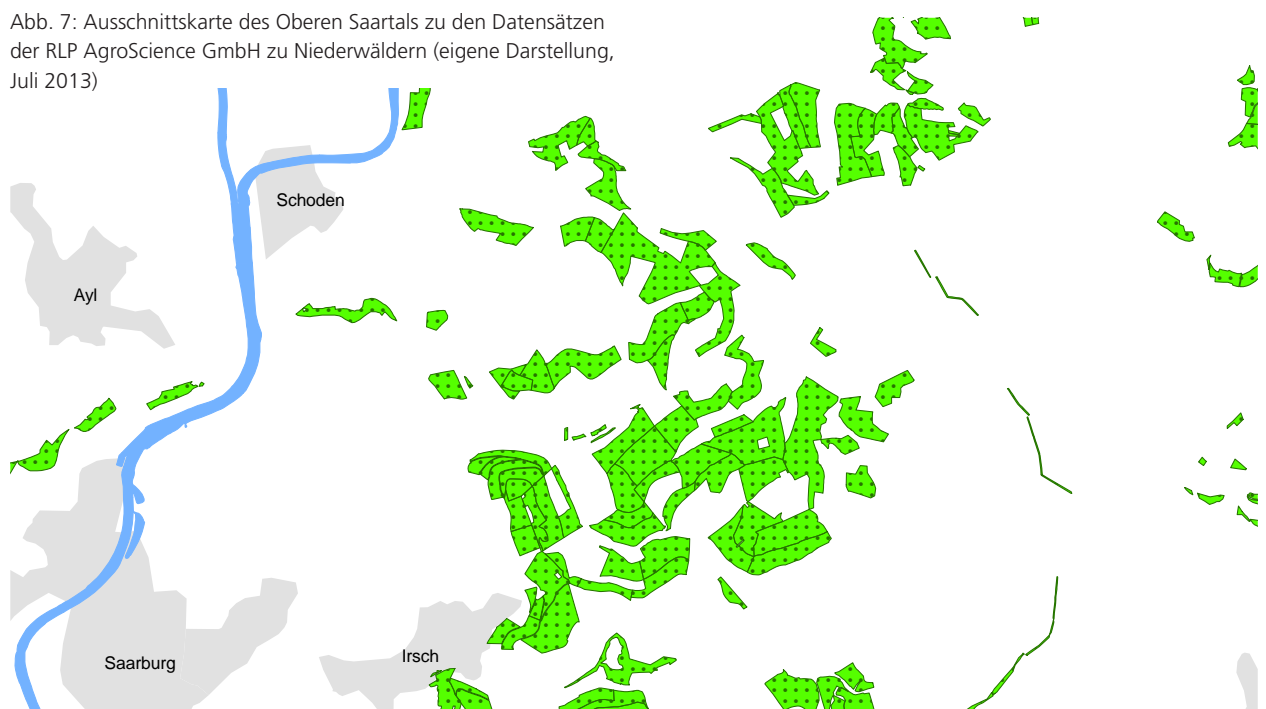 Abb. 7: Ausschnittskarte des Oberen Saartals zu den Datensätzen
der RLP AgroScience GmbH zu Niederwäldern (eigene Darstellung,
Juli 2013)
Schoden
Ayl
Irsch
Saarburg